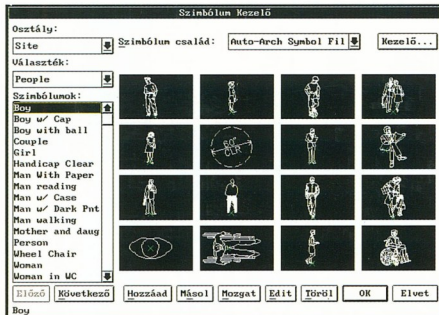 Szimbólum Kezelő
Osztály:
Site
Szimbólum család: Auto-Arch Symbol Fil Kezelő...
Választék:
People
Szimbólumok:
Boy
Boy w/ Cap
Boy with ball
Couple
Girl
Handicap Clear
Man With Paper
Man reading
Man w/ Case
Man w/ Dark Pnt
Man walking
Mother and daug
Person
Wheel Chair
Woman
Woman in WC
Előző Következő Hozzáad Másol Mozgat Edit Töröl OK Elvet
Boy